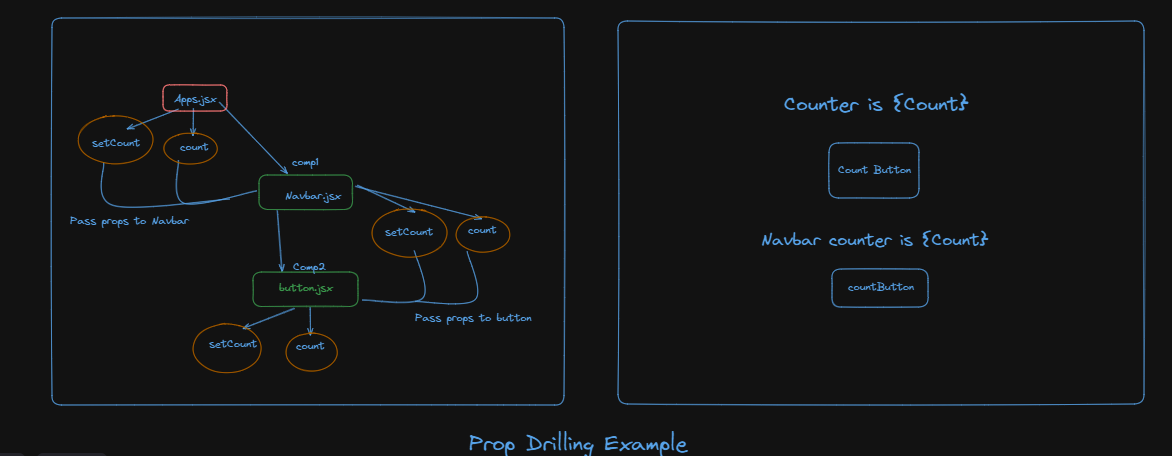 Apps.jsx
setCount
count
comp1
Navbar.jsx
Pass props to Navbar
setCount
count
Comp2
button.jsx
Pass props to button
setCount
count
Counter is {Count}
Count Button
Navbar counter is {Count}
countButton
Prop Drilling Example